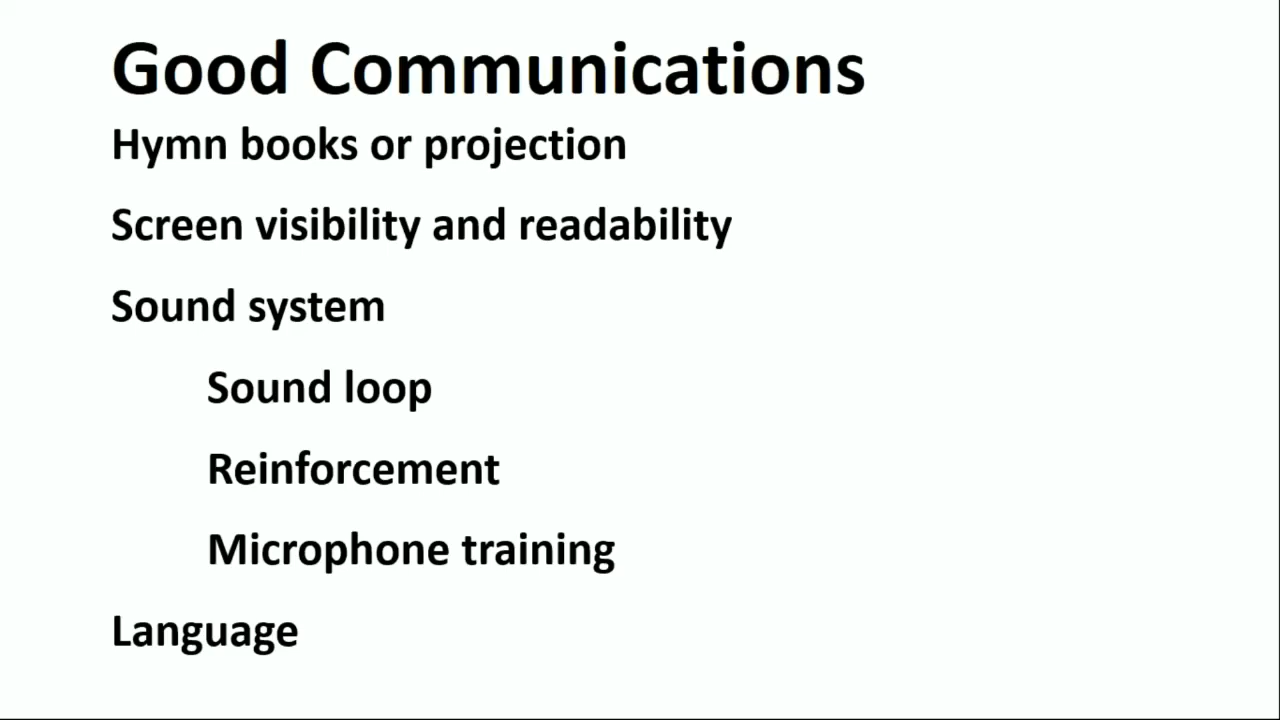 Good Communications
Hymn books or projection
Screen visibility and readability
Sound system
Sound loop
Reinforcement
Microphone training
Language